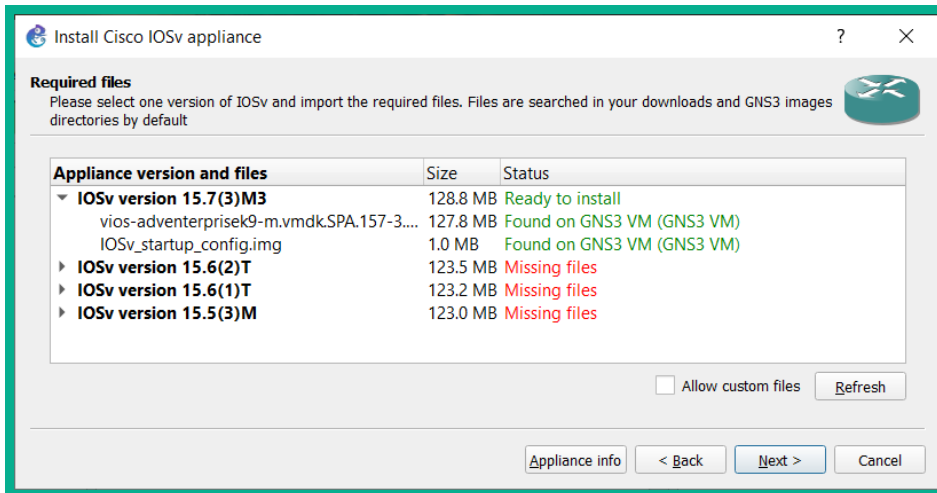 Install Cisco IOSv appliance
Required files
Please select one version of IOSv and import the required files. Files are searched in your downloads and GNS3 images
directories by default
Appliance version and files Size Status
IOSv version 15.7(3)M3 128.8 MB Ready to install
vios-adventerprisek9-m.vmdk.SPA.157-3.... 127.8 MB Found on GNS3 VM (GNS3 VM)
IOSv_startup_config.img 1.0 MB Found on GNS3 VM (GNS3 VM)
IOSv version 15.6(2)T 123.5 MB Missing files
IOSv version 15.6(1)T 123.2 MB Missing files
IOSv version 15.5(3)M 123.0 MB Missing files
Allow custom files Refresh
Appliance info < Back Next > Cancel